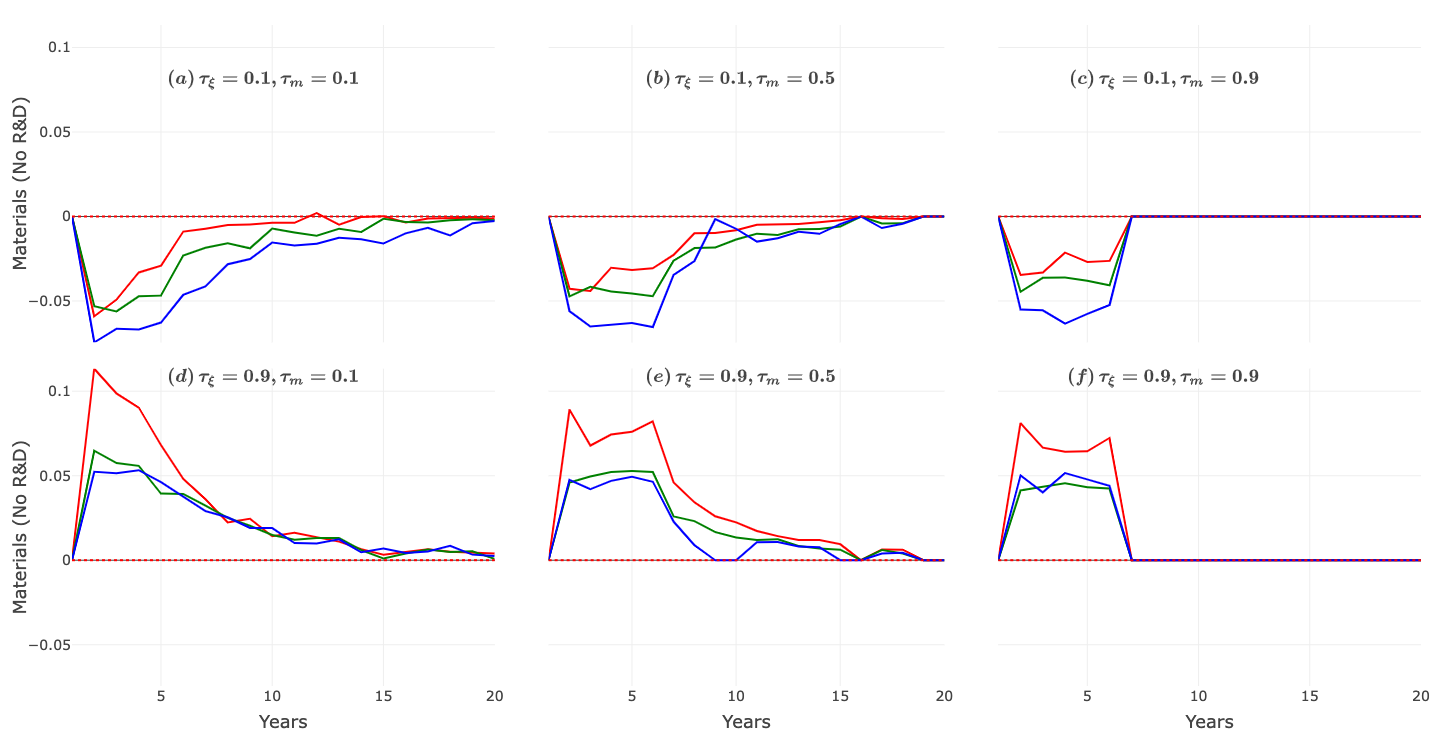 (a) τ_ξ = 0.1, τ_m = 0.1
(b) τ_ξ = 0.1, τ_m = 0.5
(c) τ_ξ = 0.1, τ_m = 0.9
Materials (No R&D)
0.1
0.05
0
−0.05
(d) τ_ξ = 0.9, τ_m = 0.1
(e) τ_ξ = 0.9, τ_m = 0.5
(f) τ_ξ = 0.9, τ_m = 0.9
Materials (No R&D)
0.1
0.05
0
−0.05
5 10 15 20
5 10 15 20
5 10 15 20
Years
Years
Years